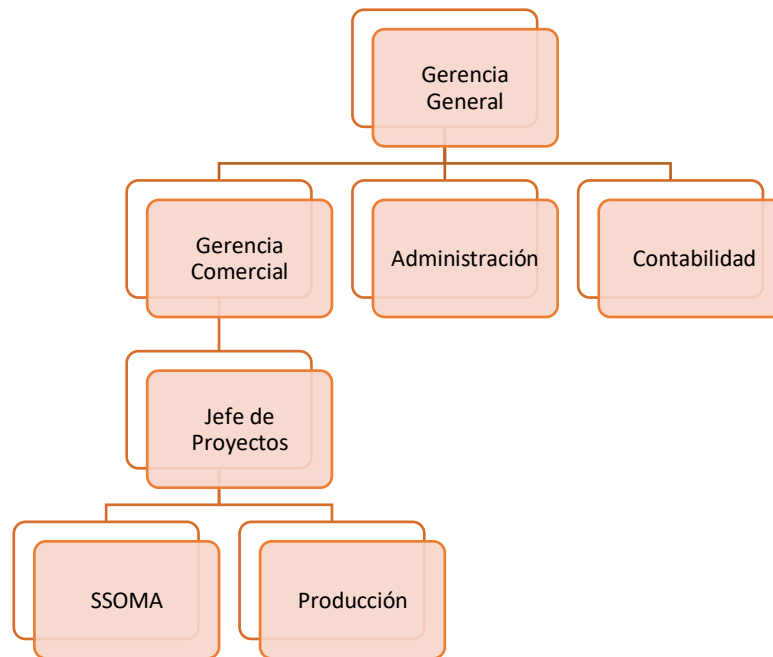 Gerencia
General
Gerencia
Comercial
Administración
Contabilidad
Jefe de
Proyectos
SSOMA
Producción